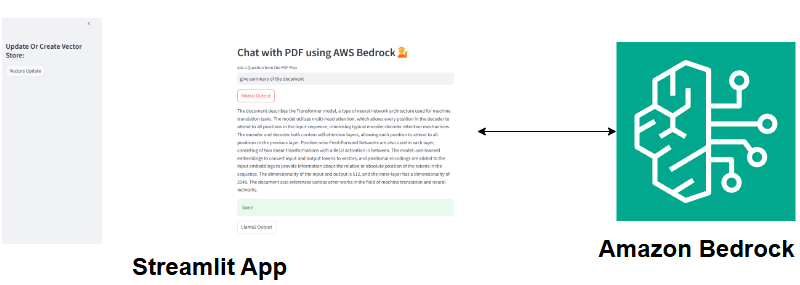 Update Or Create Vector
Store:
Vectors Update
Chat with PDF using AWS Bedrock
Ask a Question from the PDF Files
give summary of the document
Mistral Output
The document describes the Transformer model, a type of neural network architecture used for machine
translation tasks. The model utilizes multi-head attention, which allows every position in the decoder to
attend to all positions in the input sequence, mimicking typical encoder-decoder attention mechanisms.
The encoder and decoder both contain self-attention layers, allowing each position to attend to all
positions in the previous layer. Position-wise Feed-Forward Networks are also used in each layer,
consisting of two linear transformations with a ReLU activation in between. The model uses learned
embeddings to convert input and output tokens to vectors, and positional encodings are added to the
input embeddings to provide information about the relative or absolute position of the tokens in the
sequence. The dimensionality of the input and output is 512, and the inner-layer has a dimensionality of
2048. The document also references various other works in the field of machine translation and neural
networks.
Done
Llama2 Output
Streamlit App
Amazon Bedrock